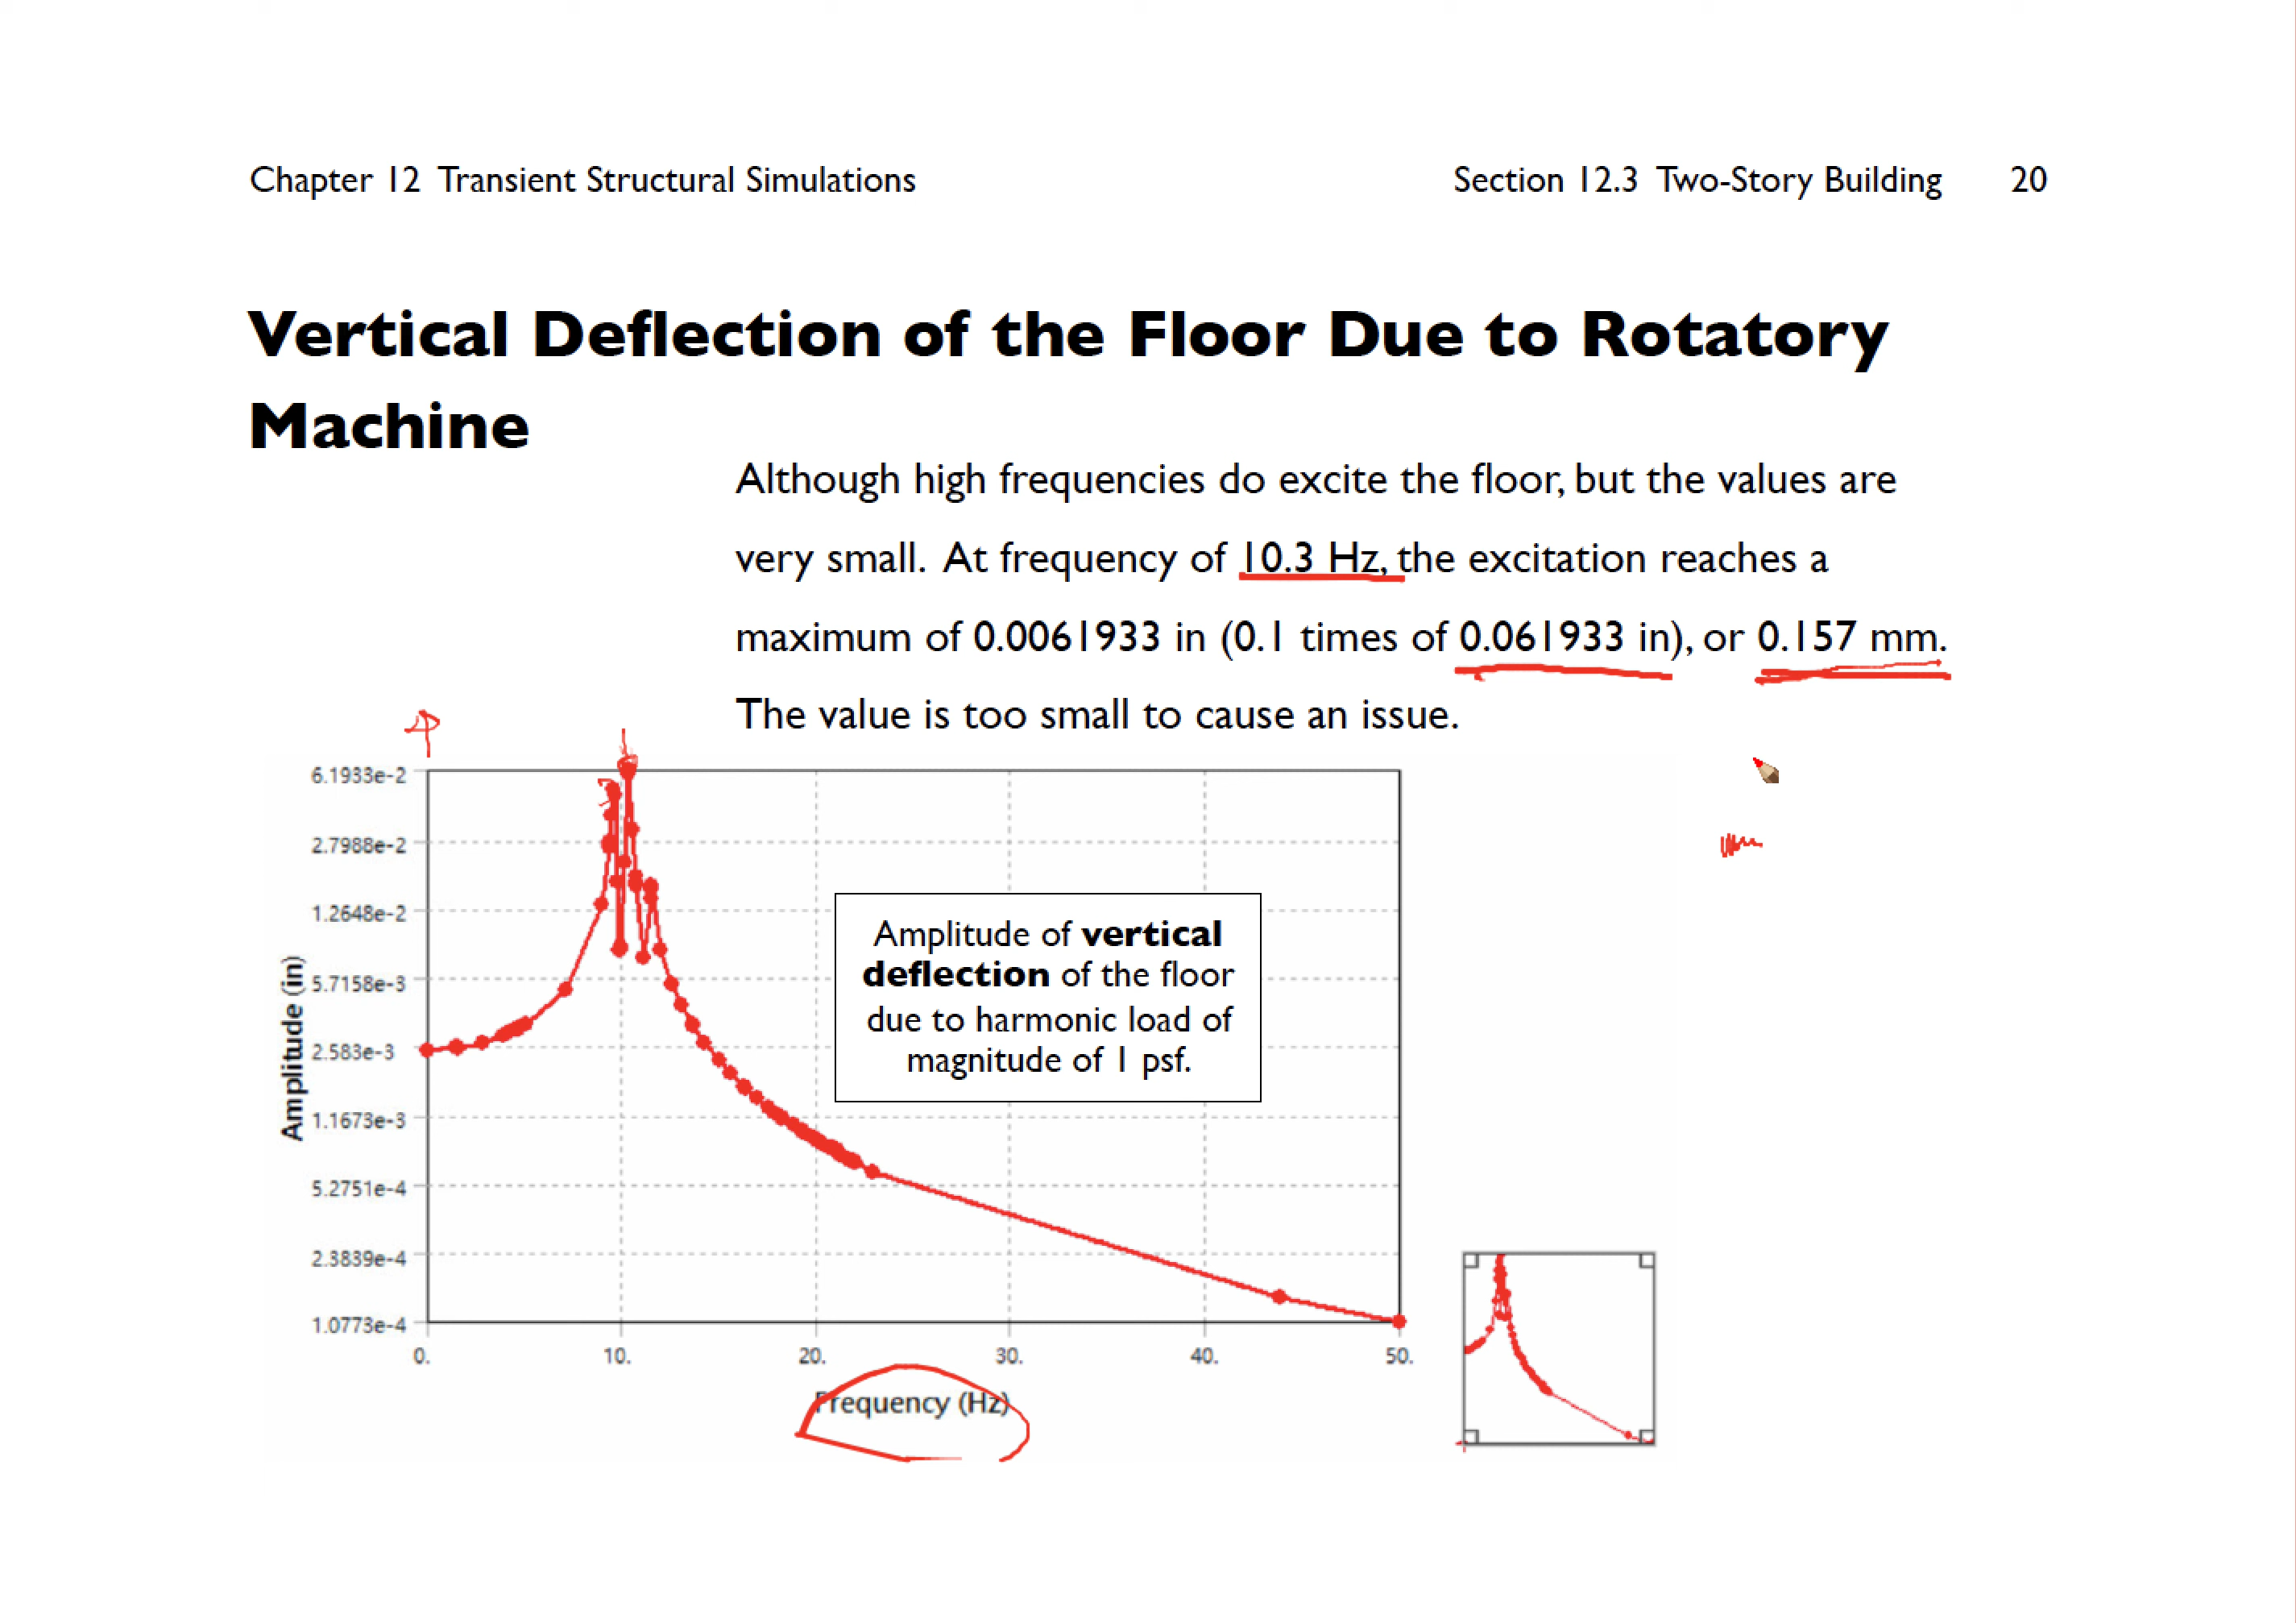 Chapter 12 Transient Structural Simulations
Section 12.3 Two-Story Building 20
Vertical Deflection of the Floor Due to Rotatory
Machine
Although high frequencies do excite the floor, but the values are
very small. At frequency of 10.3 Hz, the excitation reaches a
maximum of 0.0061933 in (0.1 times of 0.061933 in), or 0.157 mm.
The value is too small to cause an issue.
6.1933e-2
2.7988e-2
1.2648e-2
5.7158e-3
2.583e-3
1.1673e-3
5.2751e-4
2.3839e-4
1.0773e-4
Amplitude (in)
Amplitude of vertical
deflection of the floor
due to harmonic load of
magnitude of 1 psf.
0. 10. 20. 30. 40. 50.
Frequency (Hz)